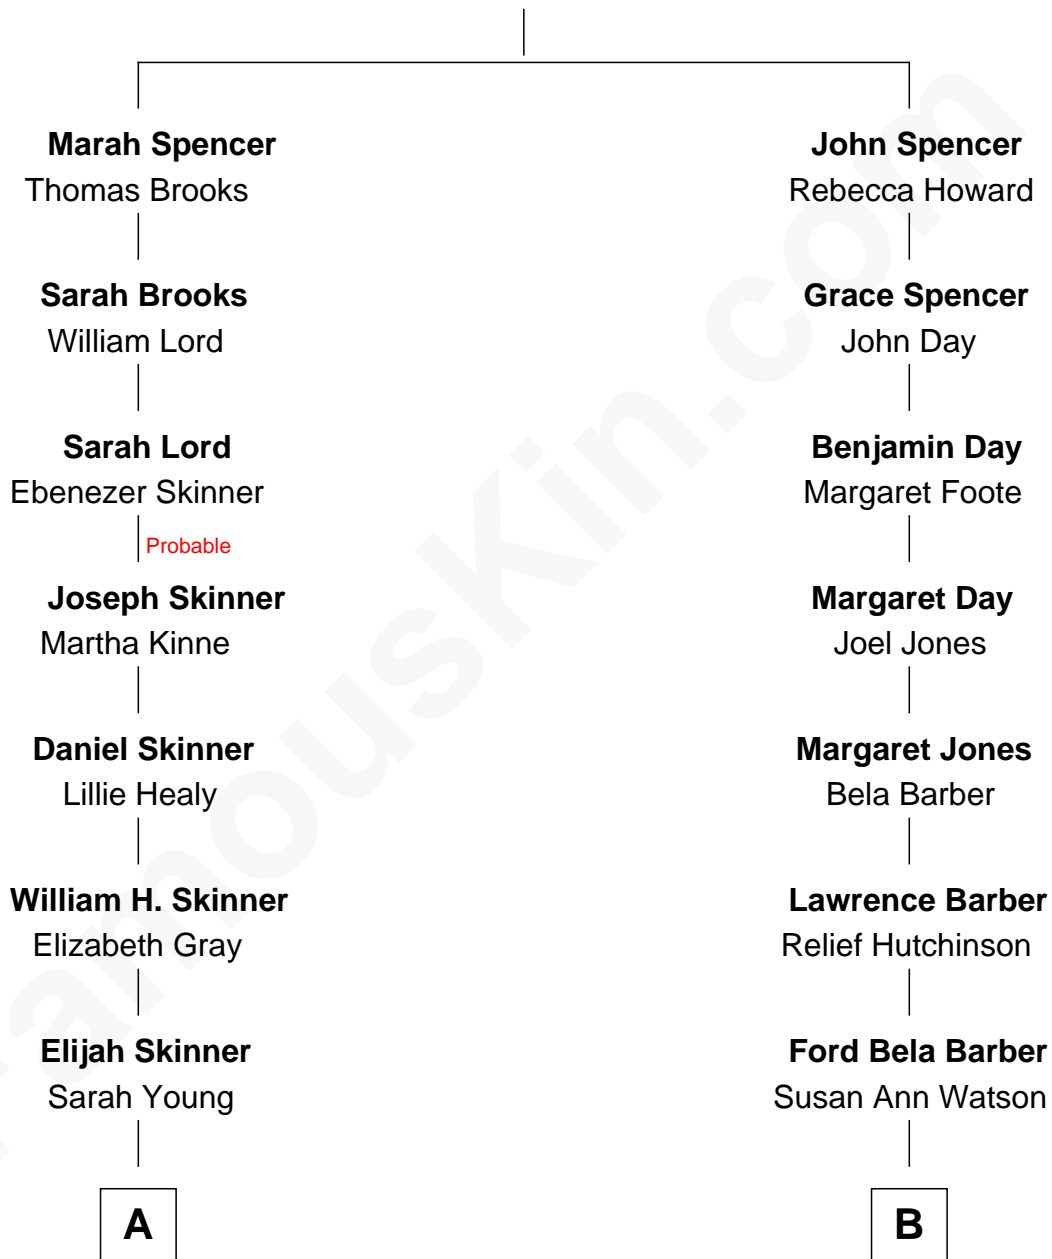 Marah Spencer
Thomas Brooks
John Spencer
Rebecca Howard
Sarah Brooks
William Lord
Grace Spencer
John Day
Sarah Lord
Ebenezer Skinner
Benjamin Day
Margaret Foote
Probable
Joseph Skinner
Martha Kinne
Margaret Day
Joel Jones
Daniel Skinner
Lillie Healy
Margaret Jones
Bela Barber
William H. Skinner
Elizabeth Gray
Lawrence Barber
Relief Hutchinson
Elijah Skinner
Sarah Young
Ford Bela Barber
Susan Ann Watson
A
B
FamousKin.com